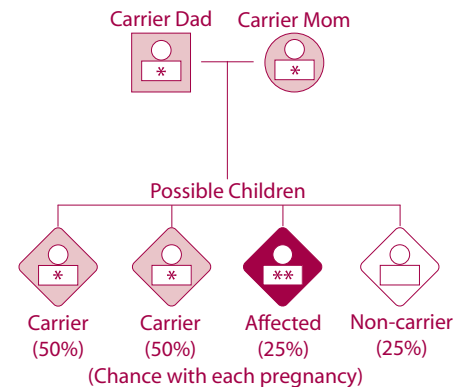 Carrier Dad Carrier Mom
* *
Possible Children
* * **
Carrier Carrier Affected Non-carrier
(50%) (50%) (25%) (25%)
(Chance with each pregnancy)